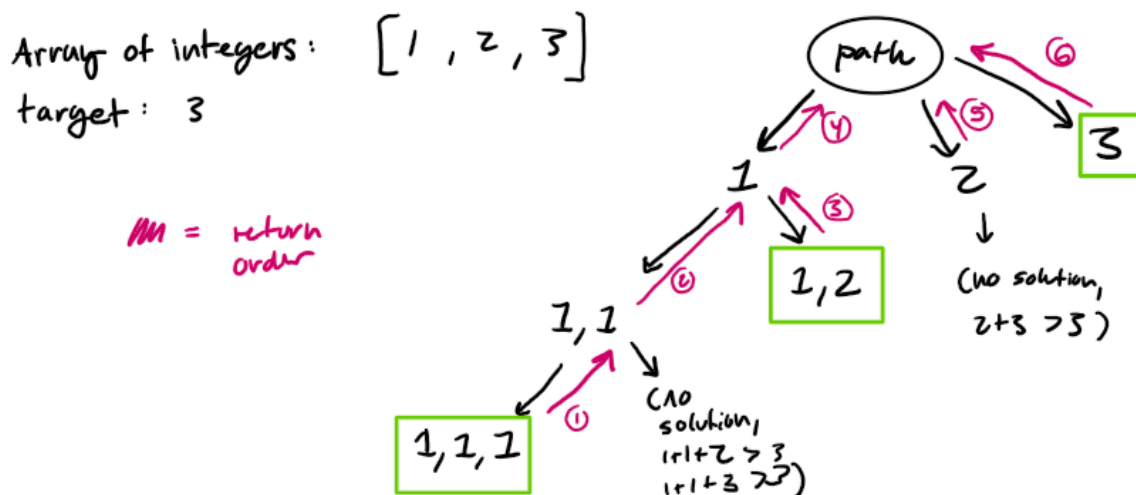 Array of integers: [1, 2, 3]
target: 3
= return
order
path
⑥
④
⑤
3
1
2
③
②
1,2
(no solution,
2+3 >3)
1,1
①
(no
solution,
1+1+2 > 3
1+1+3 >3)
1,1,1